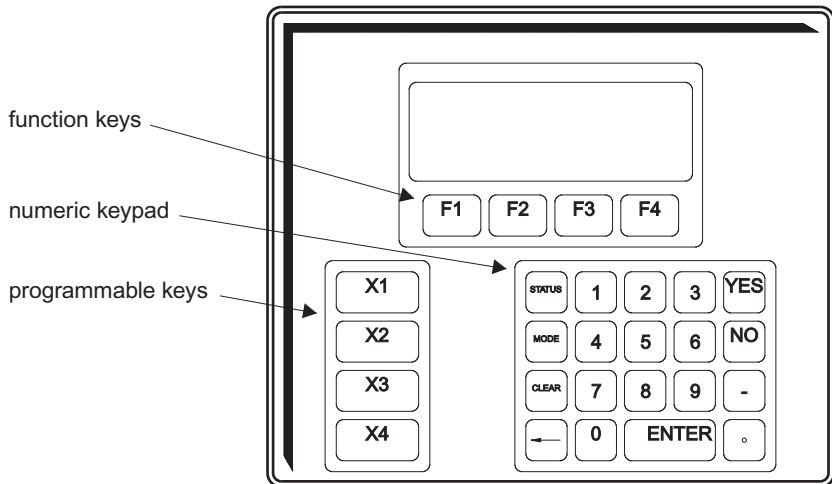 function keys
F1 F2 F3 F4
numeric keypad
programmable keys
X1
X2
X3
X4
STATUS 1 2 3 YES
MODE 4 5 6 NO
CLEAR 7 8 9 -
0 ENTER